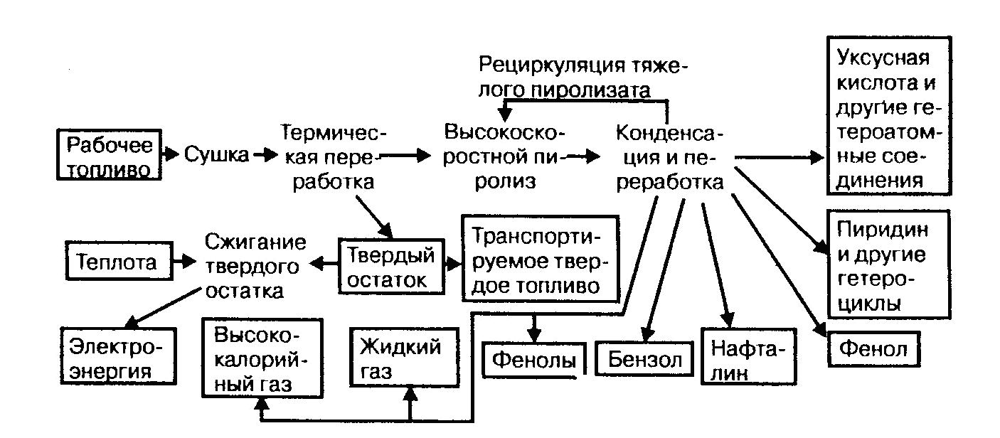 Рециркуляция тяже-
лого пиролизата
Уксусная
кислота и
другие ге-
тероатом-
ные сое-
динения
Рабочее
топливо
Сушка
Термичес-
кая пере-
работка
Высокоско-
ростной пи-
ролиз
Конденса-
ция и пе-
реработка
Теплота
Сжигание
твердого
остатка
Твердый
остаток
Транспорти-
руемое твер-
дое топливо
Пиридин
и другие
гетеро-
циклы
Электро-
энергия
Высоко-
калорий-
ный газ
Жидкий
газ
Фенолы
Бензол
Нафта-
лин
Фенол